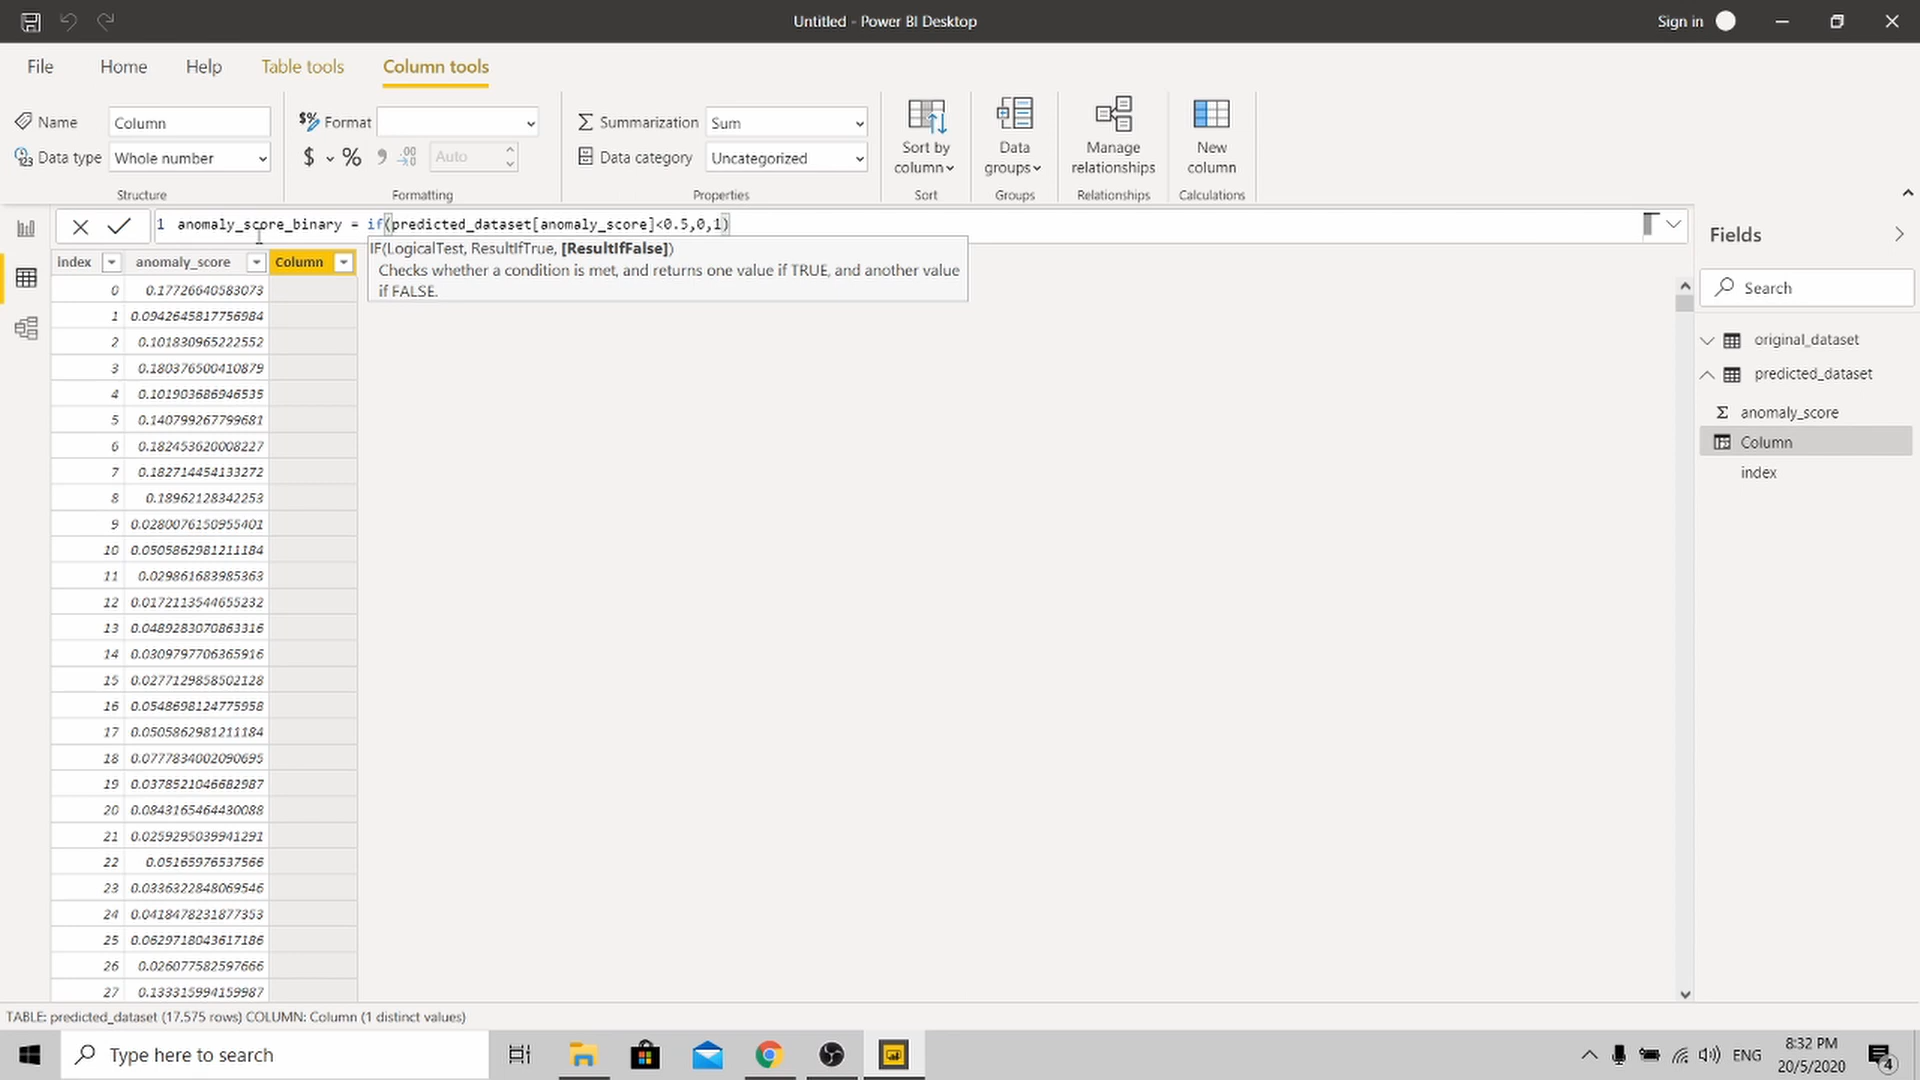 Untitled - Power BI Desktop
Sign in
File Home Help Table tools Column tools
Name Column
Data type Whole number
Structure
Format
$ % Auto
Formatting
Summarization Sum
Data category Uncategorized
Properties
Sort by
column
Sort
Data
groups
Groups
Manage
relationships
Relationships
New
column
Calculations
1 anomaly_score_binary = if(predicted_dataset[anomaly_score]<0.5,0,1)
IF(LogicalTest, ResultIfTrue, [ResultIfFalse])
Checks whether a condition is met, and returns one value if TRUE, and another value
if FALSE.
index anomaly_score Column
0 0.17726640583073
1 0.0942645817756984
2 0.101830965222552
3 0.180376500410879
4 0.101903686946535
5 0.140799267799681
6 0.182453620008227
7 0.182714454133272
8 0.18962128342253
9 0.0280076150955401
10 0.0505862981211184
11 0.029861683985363
12 0.0172113544655232
13 0.0489283070863316
14 0.0309797706365916
15 0.0277129858502128
16 0.0548698124775958
17 0.0505862981211184
18 0.0777834002090695
19 0.0378521046682987
20 0.0843165464430088
21 0.0259295039941291
22 0.05165976537566
23 0.0336322848069546
24 0.0418478231877353
25 0.0629718043617186
26 0.026077582597666
27 0.133315994159987
Fields
Search
original_dataset
predicted_dataset
anomaly_score
Column
index
TABLE: predicted_dataset (17,575 rows) COLUMN: Column (1 distinct values)
Type here to search
ENG
8:32 PM
20/5/2020
4